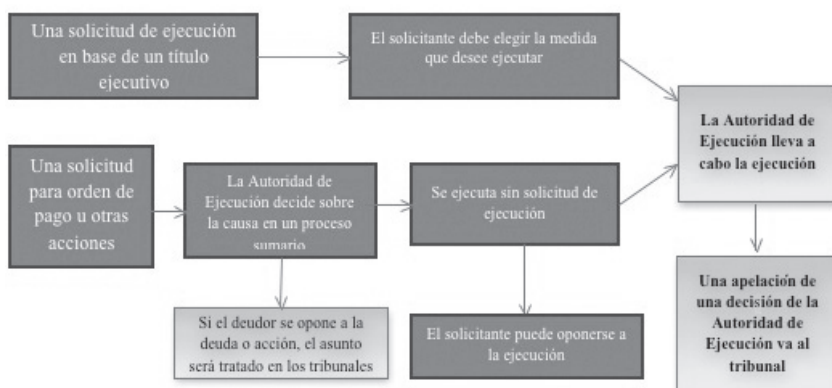 Una solicitud de ejecución
en base de un título
ejecutivo
El solicitante debe elegir la medida
que desee ejecutar
La Autoridad de
Ejecución lleva a
cabo la ejecución
Una solicitud
para orden de
pago u otras
acciones
La Autoridad de
Ejecución decide sobre
la causa en un proceso
sumario
Se ejecuta sin solicitud de
ejecución
Si el deudor se opone a la
deuda o acción, el asunto
será tratado en los tribunales
El solicitante puede oponerse a
la ejecución
Una apelación de
una decisión de la
Autoridad de
Ejecución va al
tribunal